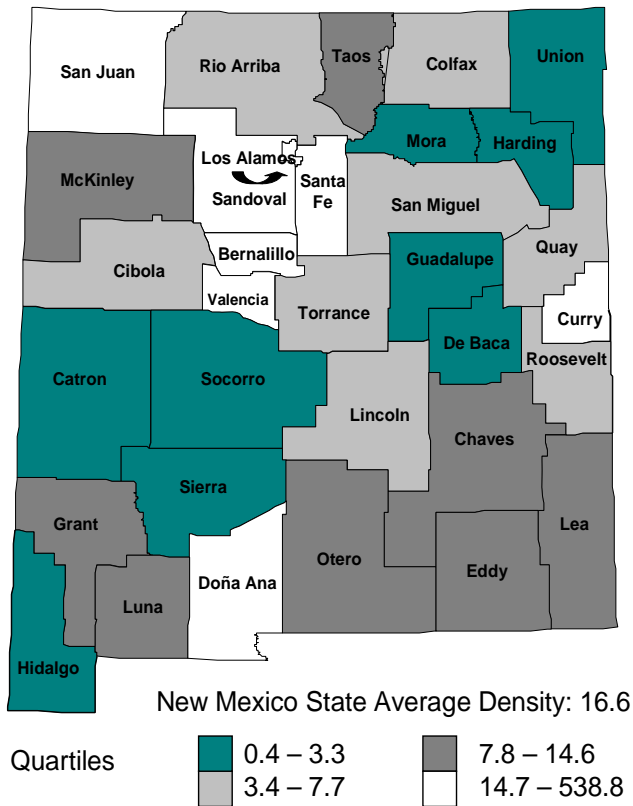 San Juan
Rio Arriba
Taos
Colfax
Union
Mora
Harding
Los Alamos
McKinley
Sandoval
Santa
Fe
San Miguel
Bernalillo
Quay
Guadalupe
Cibola
Valencia
Torrance
Curry
De Baca
Roosevelt
Catron
Socorro
Lincoln
Chaves
Sierra
Grant
Lea
Otero
Eddy
Doña Ana
Luna
Hidalgo
New Mexico State Average Density: 16.6
Quartiles
0.4 – 3.3
7.8 – 14.6
3.4 – 7.7
14.7 – 538.8